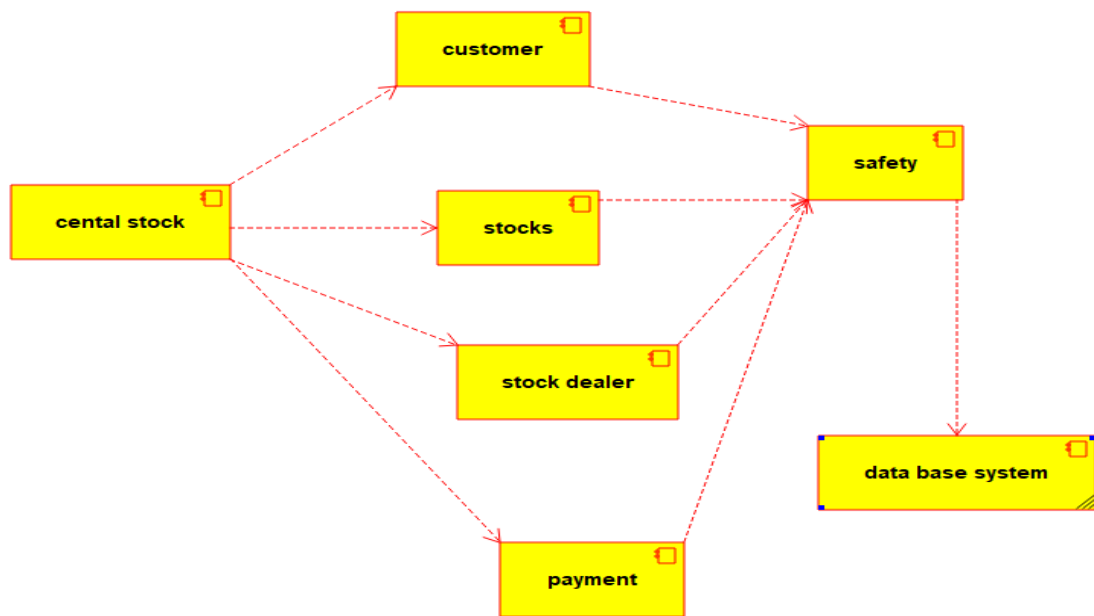 customer
safety
cental stock
stocks
stock dealer
data base system
payment